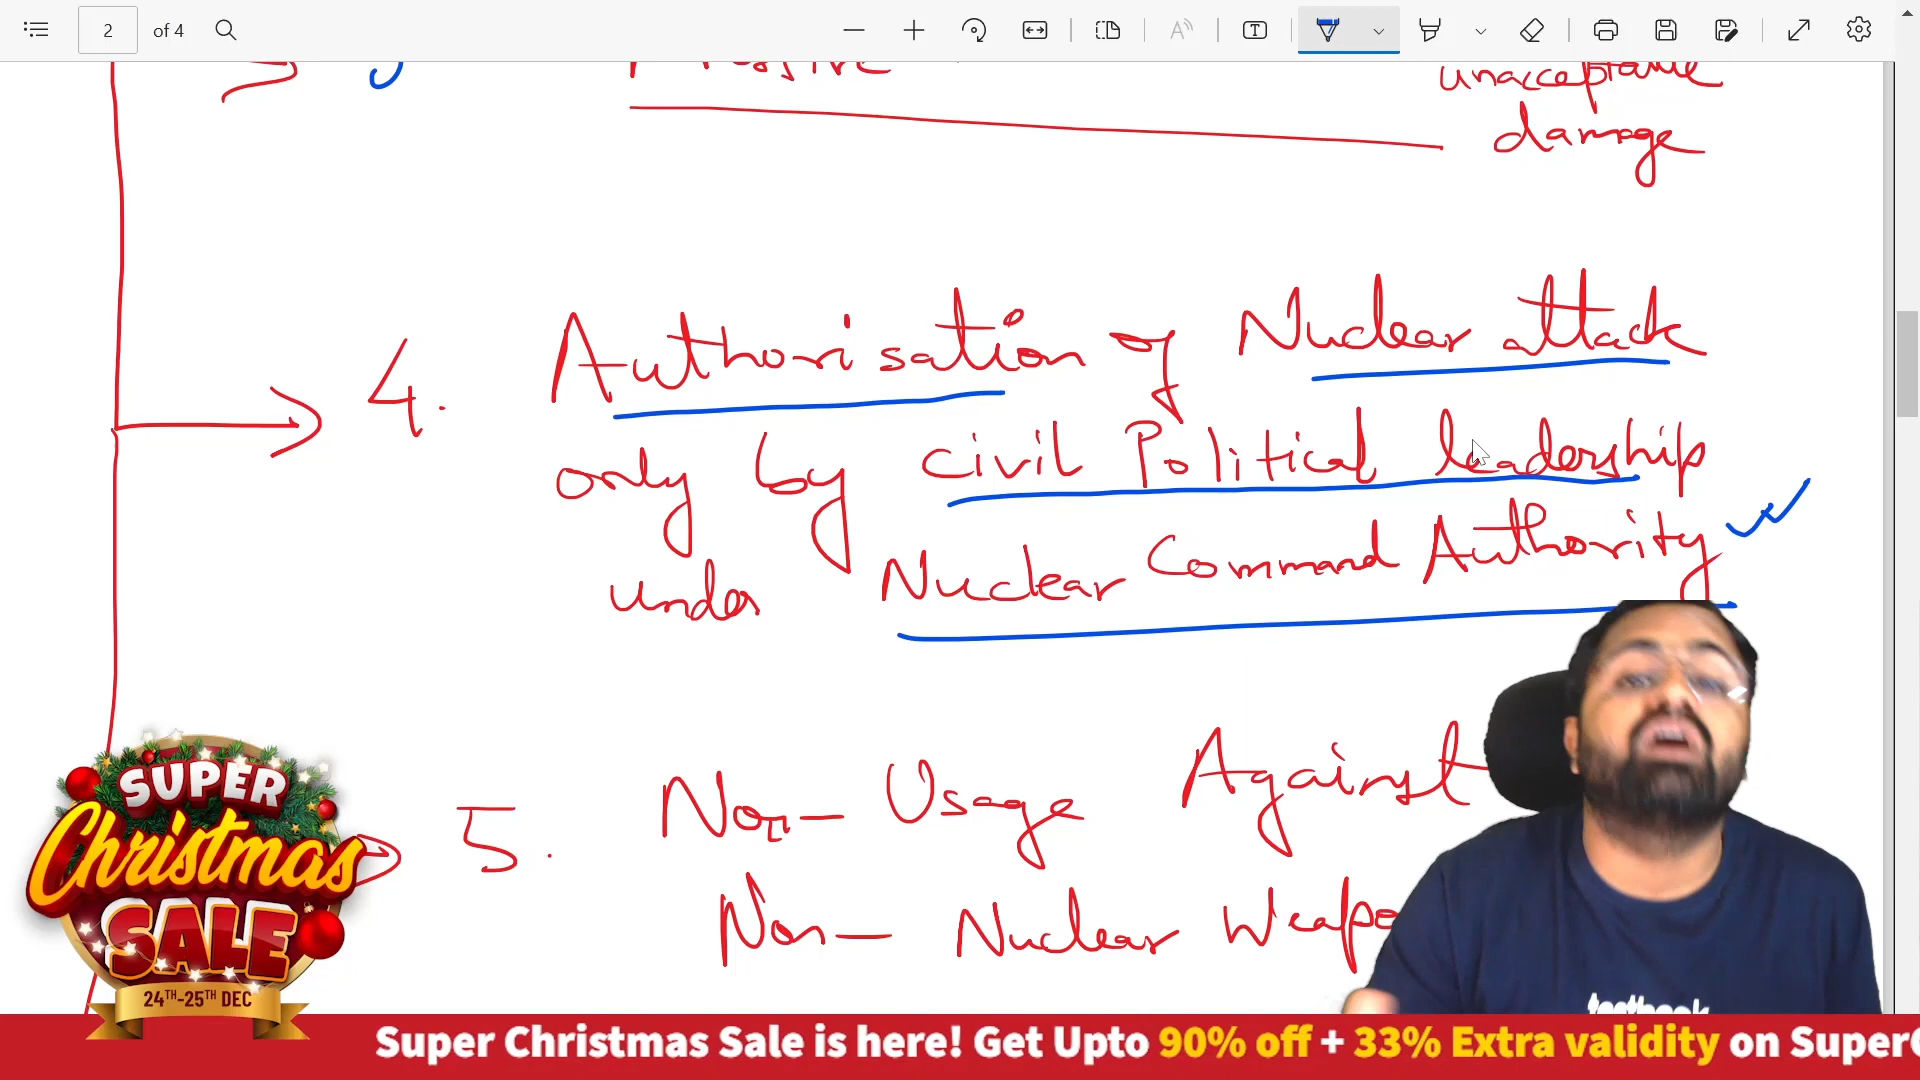 2 of 4
unacceptable
damage
4. Authorisation of Nuclear attack
only by civil Political leadership
under Nuclear Command Authority
5. Non- Usage Against
Non- Nuclear Weapo
SUPER
Christmas
SALE
24TH-25TH DEC
testbook
Super Christmas Sale is here! Get Upto 90% off + 33% Extra validity on Super